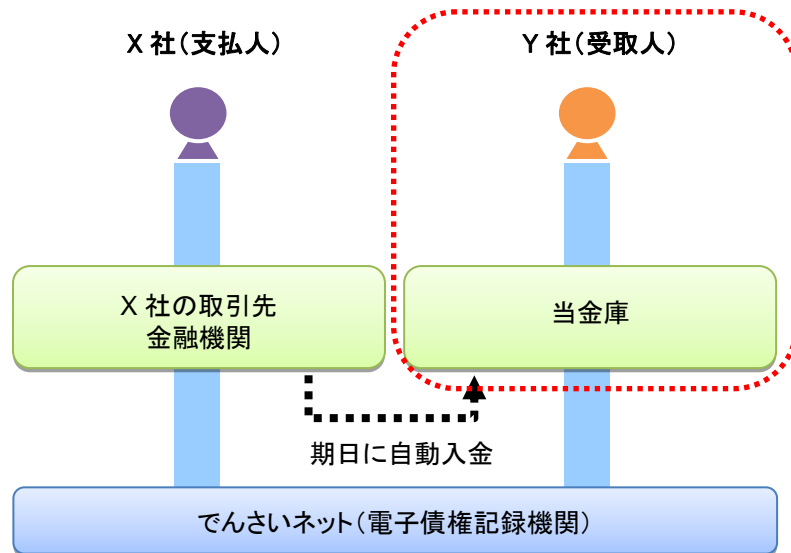 X 社（支払人）
Y 社（受取人）
X 社の取引先
金融機関
当金庫
期日に自動入金
でんさいネット（電子債権記録機関）